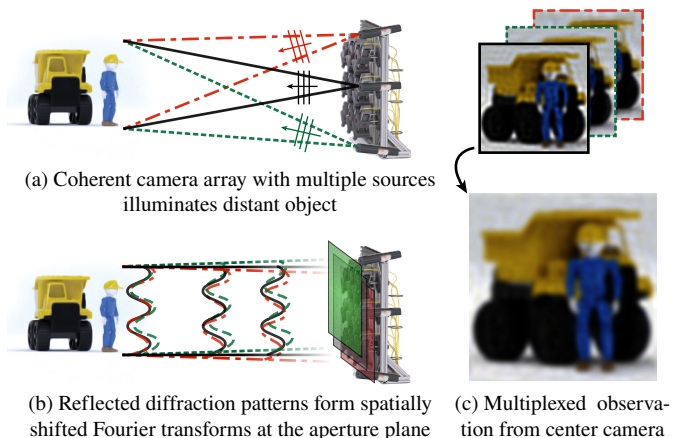 (a) Coherent camera array with multiple sources
illuminates distant object
(b) Reflected diffraction patterns form spatially
shifted Fourier transforms at the aperture plane
(c) Multiplexed observa-
tion from center camera